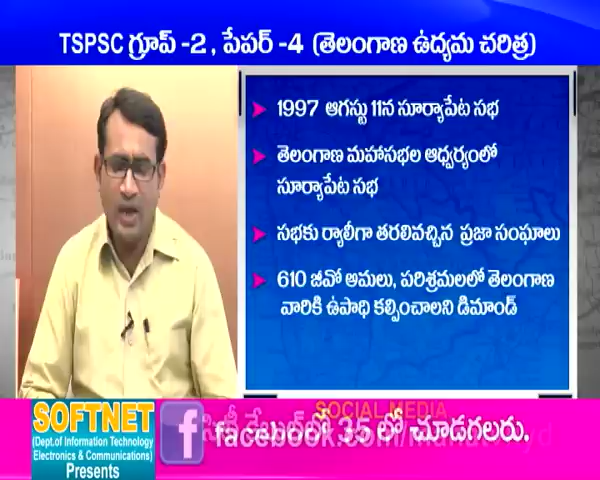 TSPSC గ్రూప్ -2 , పేపర్ -4 (తెలంగాణ ఉద్యమ చరిత్ర)
1997 ఆగస్టు 11న సూర్యాపేట సభ
తెలంగాణ మహాసభల ఆధ్వర్యంలో
సూర్యాపేట సభ
సభకు ర్యాలీగా తరలివచ్చిన ప్రజా సంఘాలు
610 జీవో అమలు, పరిశ్రమలలో తెలంగాణ
వారికి ఉపాధి కల్పించాలని డిమాండ్
SOCIAL MEDIA
SOFTNET
(Dept.of Information Technology
Electronics & Communications)
Presents
f facebook.com/
లో 35 లో చూడగలరు.